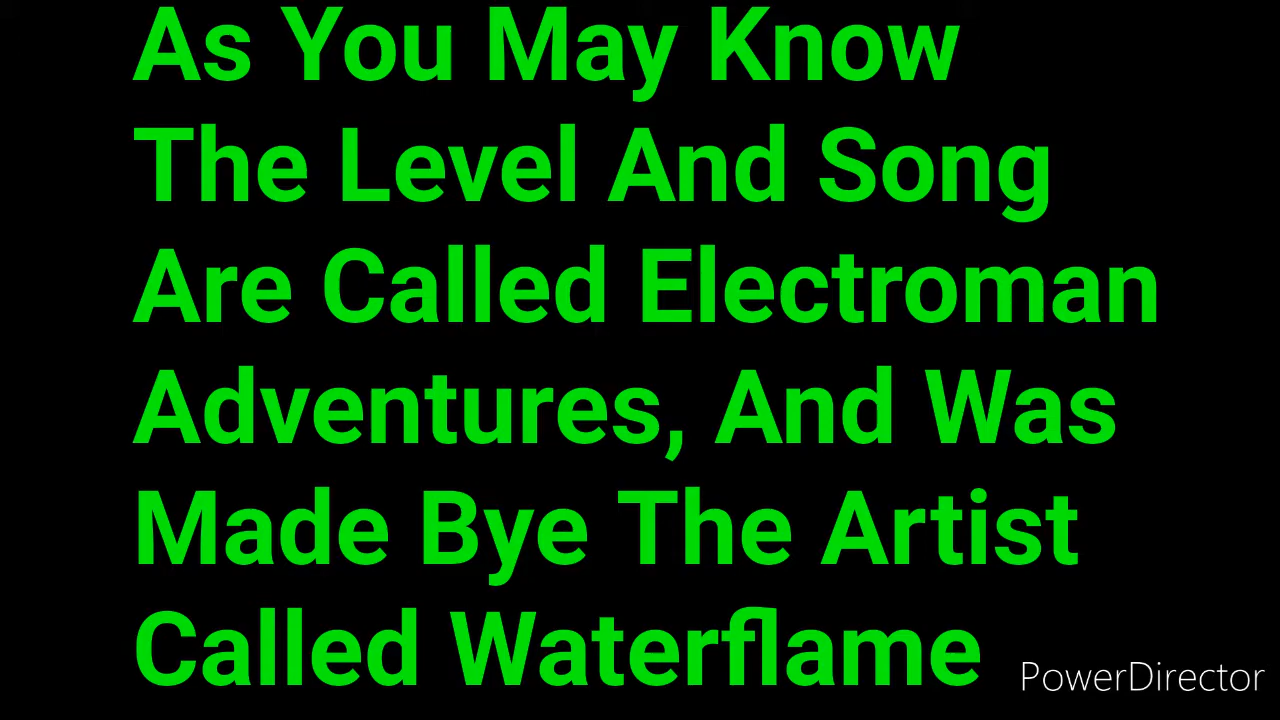 As You May Know
The Level And Song
Are Called Electroman
Adventures, And Was
Made Bye The Artist
Called Waterflame
PowerDirector